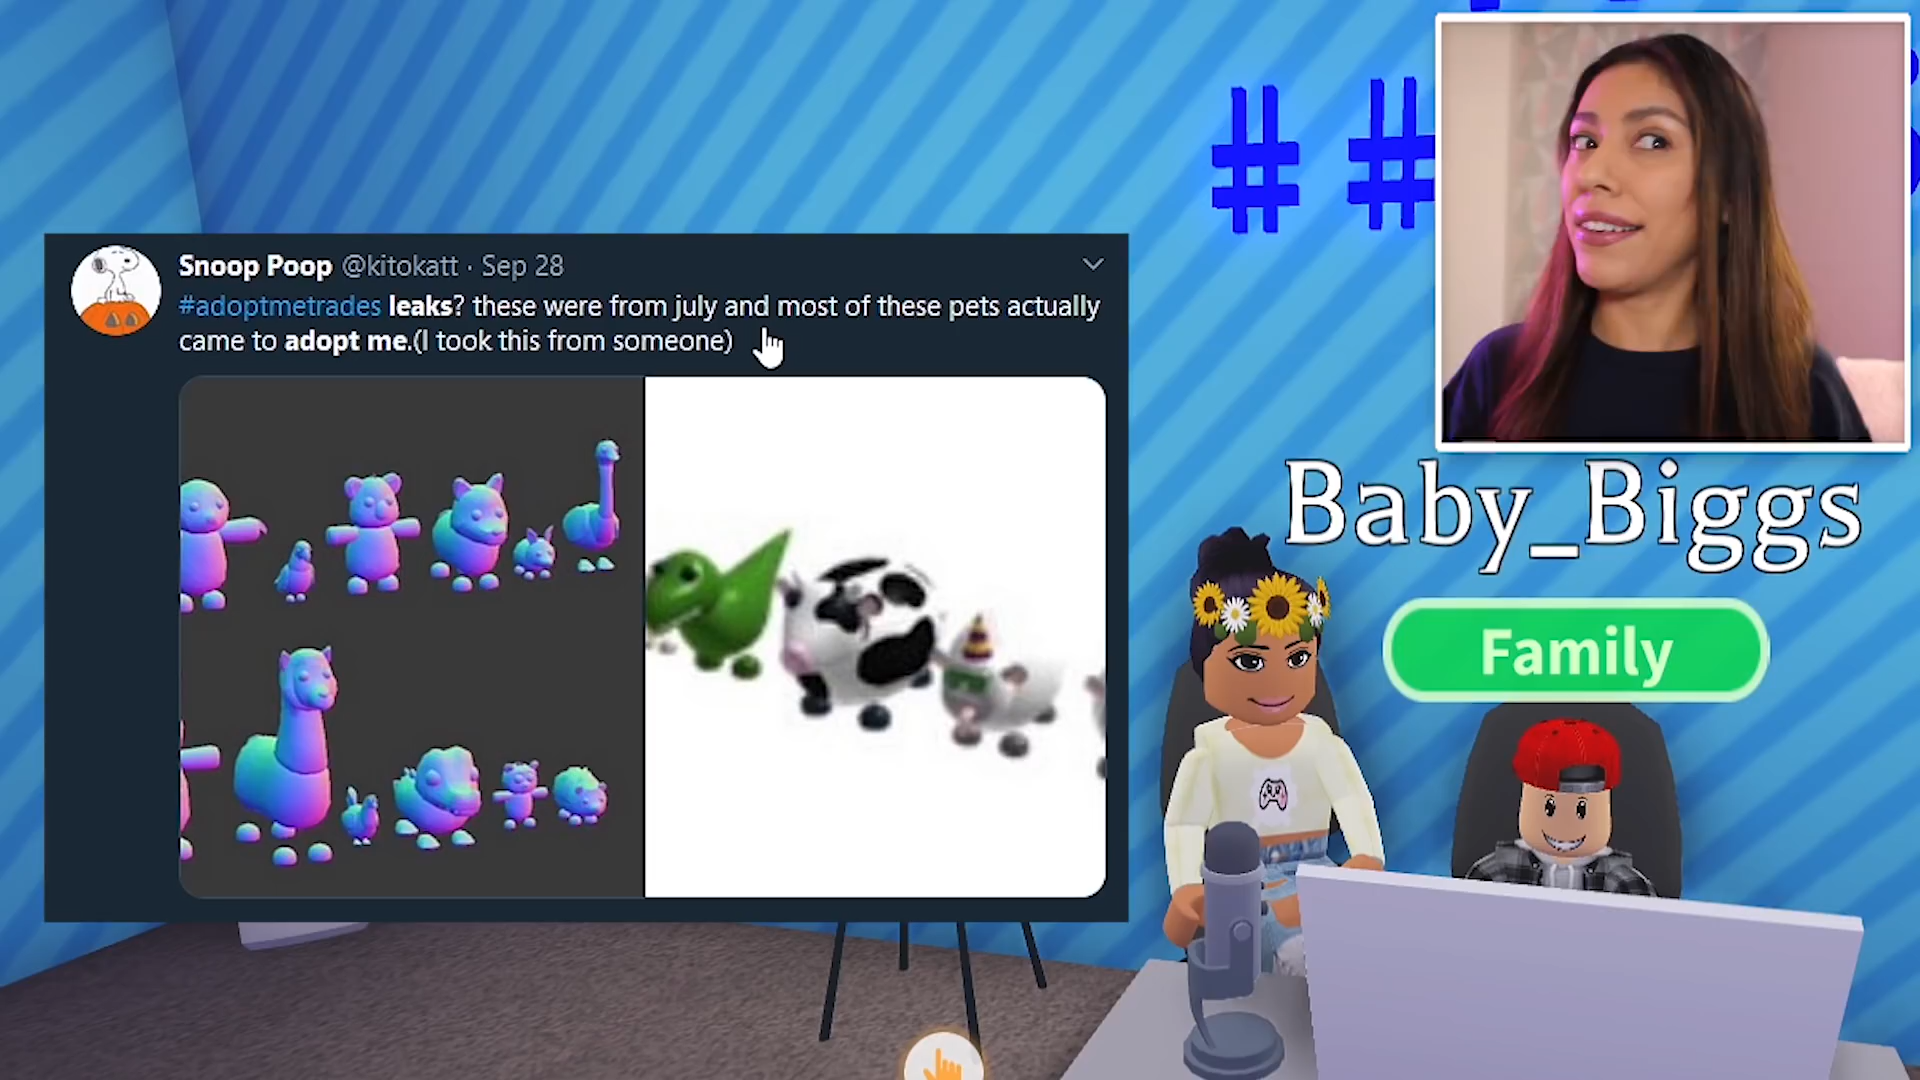 Snoop Poop @kitokatt · Sep 28
#adoptmetrades leaks? these were from july and most of these pets actually
came to adopt me.(I took this from someone)
# #
Baby_Biggs
Family